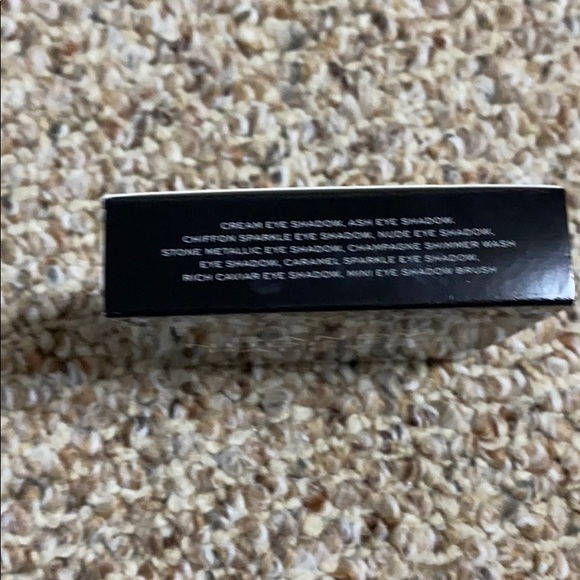 CREAM EYE SHADOW, ASH EYE SHADOW,
CHIFFON SPARKLE EYE SHADOW, NUDE EYE SHADOW,
STONE METALLIC EYE SHADOW, CHAMPAGNE SHIMMER WASH
EYE SHADOW, CARAMEL SPARKLE EYE SHADOW,
RICH CAVIAR EYE SHADOW, MINI EYE SHADOW BRUSH